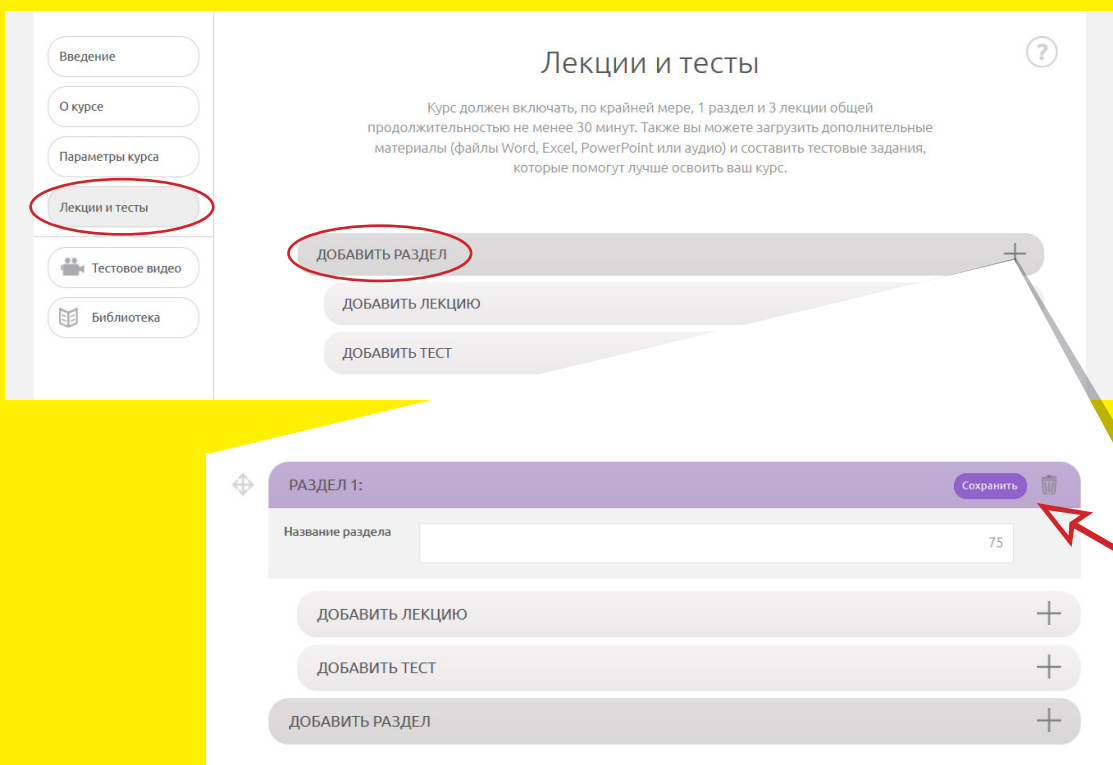 Введение
О курсе
Параметры курса
Лекции и тесты
Тестовое видео
Библиотека
Лекции и тесты
?
Курс должен включать, по крайней мере, 1 раздел и 3 лекции общей
продолжительностью не менее 30 минут. Также вы можете загрузить дополнительные
материалы (файлы Word, Excel, PowerPoint или аудио) и составить тестовые задания,
которые помогут лучше освоить ваш курс.
ДОБАВИТЬ РАЗДЕЛ
ДОБАВИТЬ ЛЕКЦИЮ
ДОБАВИТЬ ТЕСТ
РАЗДЕЛ 1:
Сохранить
Название раздела
75
ДОБАВИТЬ ЛЕКЦИЮ
ДОБАВИТЬ ТЕСТ
ДОБАВИТЬ РАЗДЕЛ